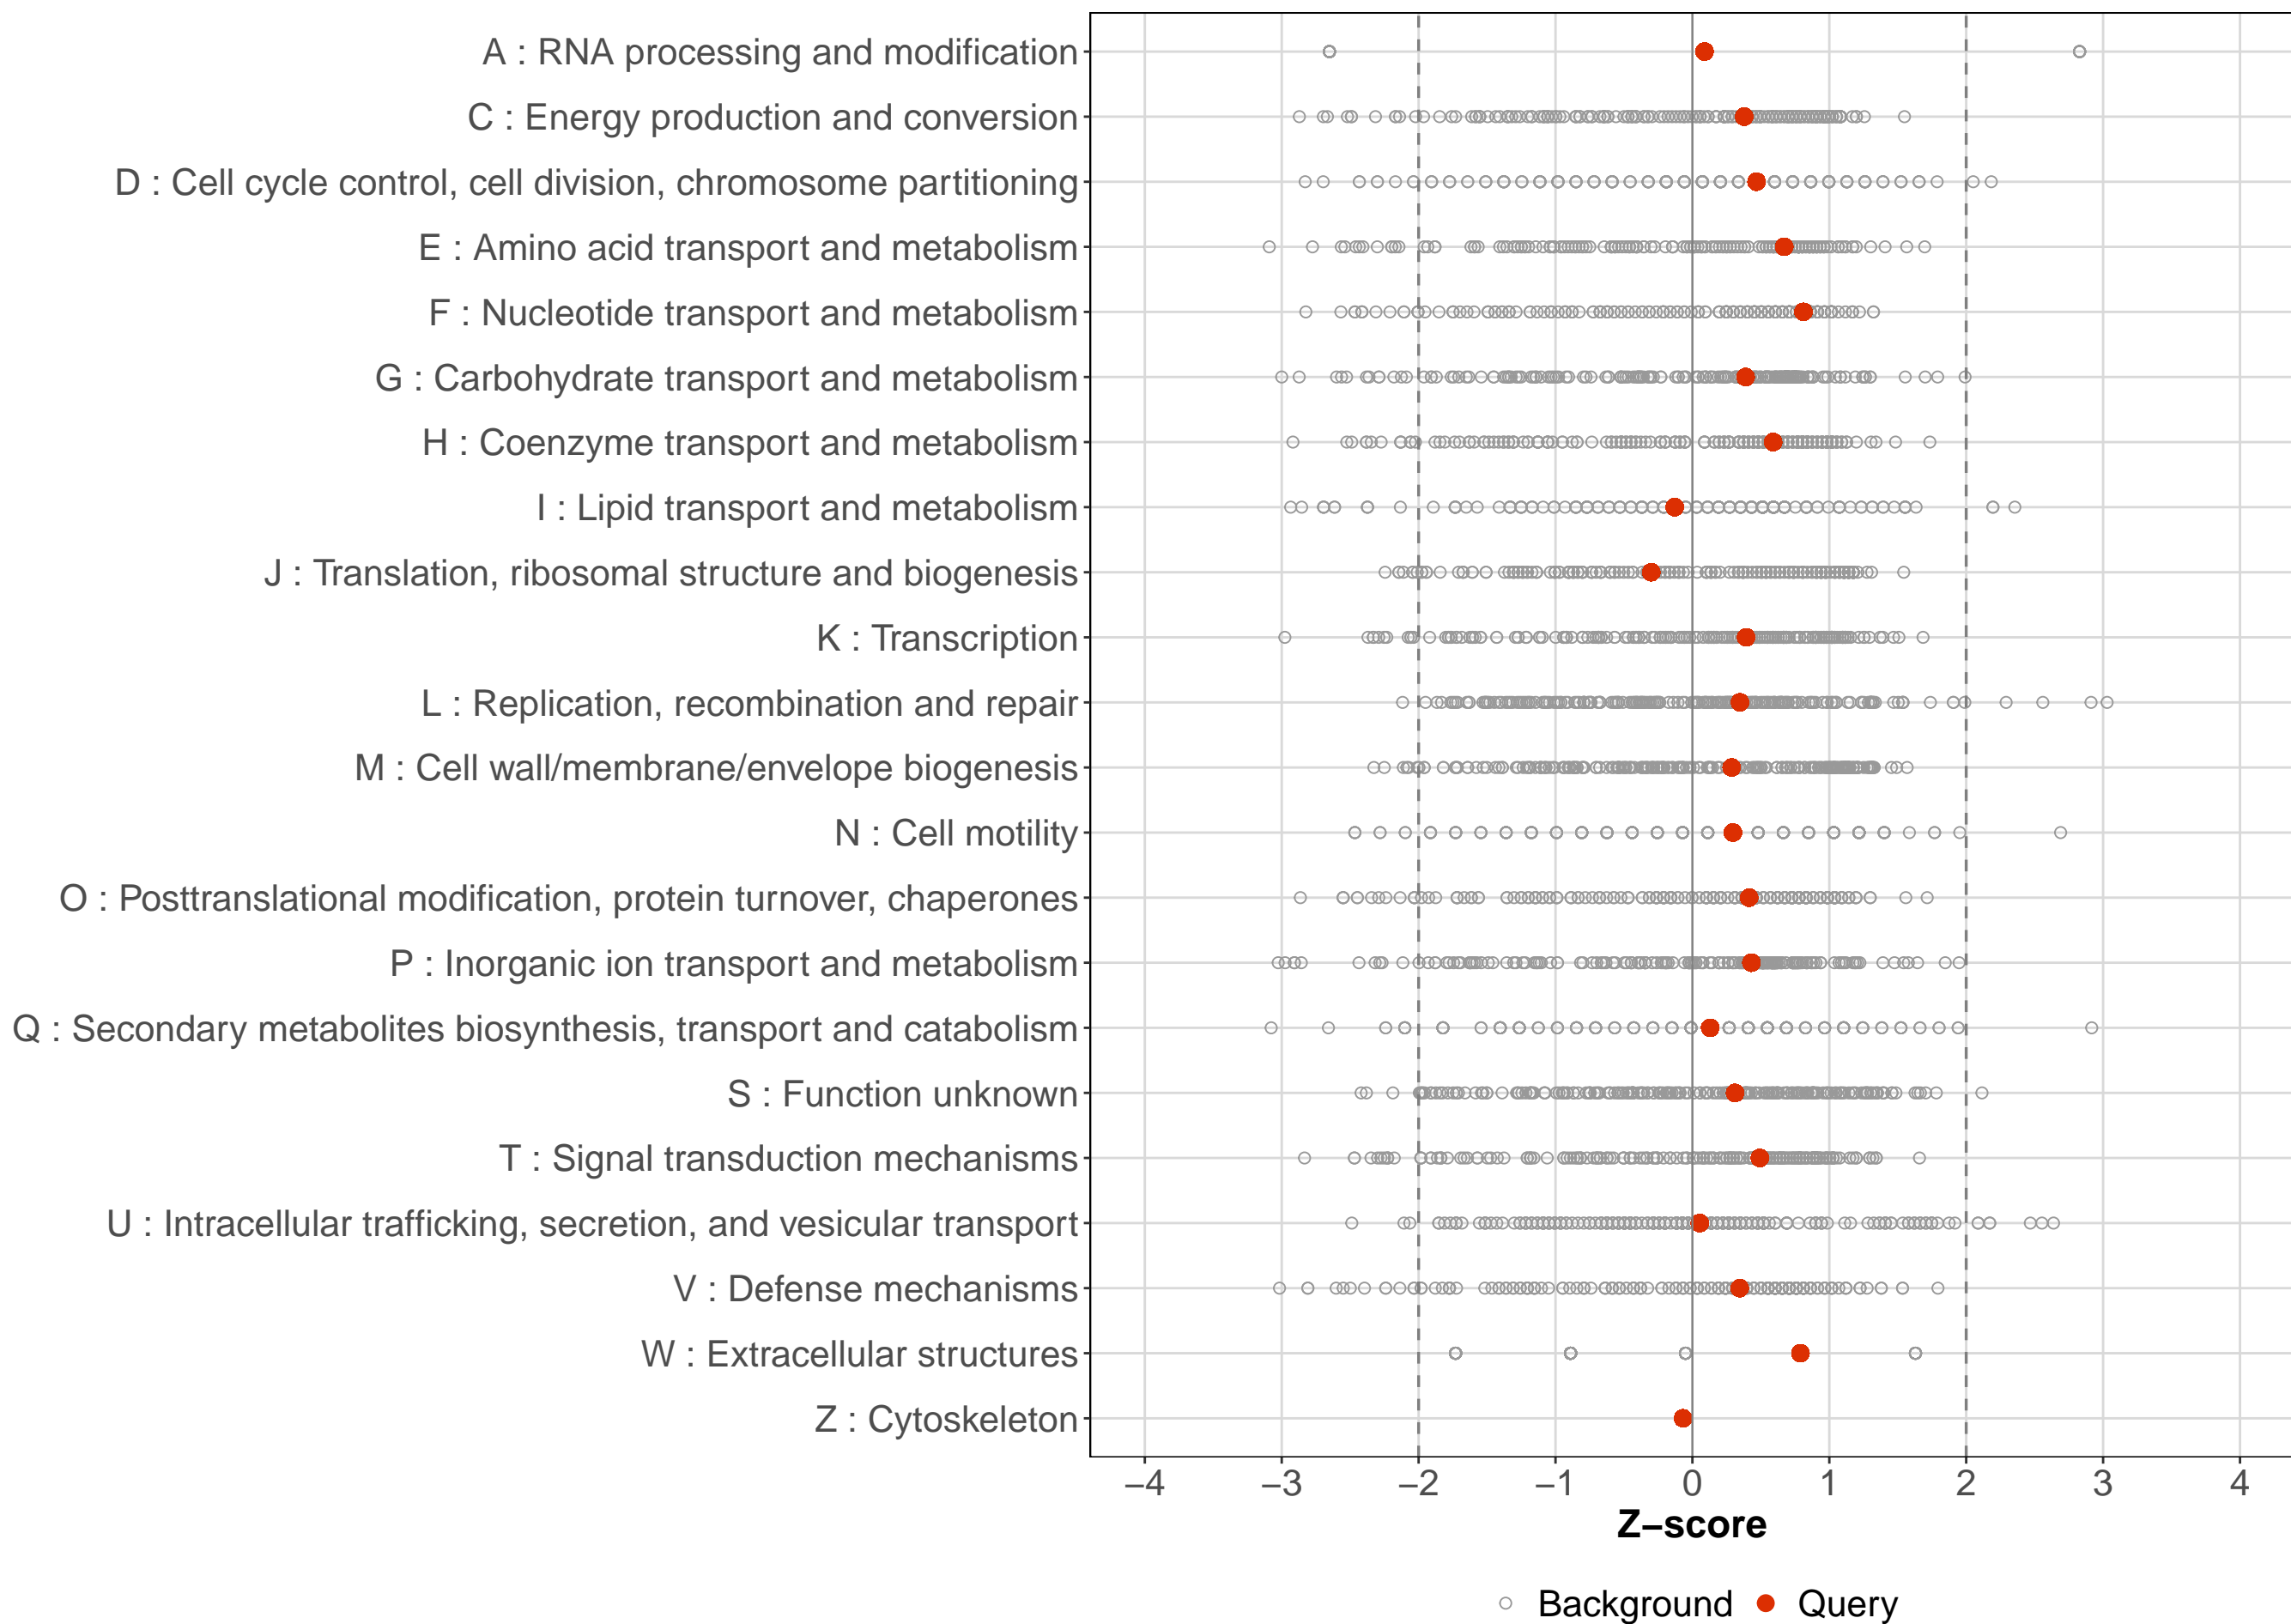 A : RNA processing and modification
C : Energy production and conversion
D : Cell cycle control, cell division, chromosome partitioning
E : Amino acid transport and metabolism
F : Nucleotide transport and metabolism
G : Carbohydrate transport and metabolism
H : Coenzyme transport and metabolism
I : Lipid transport and metabolism
J : Translation, ribosomal structure and biogenesis
K : Transcription
L : Replication, recombination and repair
M : Cell wall/membrane/envelope biogenesis
N : Cell motility
O : Posttranslational modification, protein turnover, chaperones
P : Inorganic ion transport and metabolism
Q : Secondary metabolites biosynthesis, transport and catabolism
S : Function unknown
T : Signal transduction mechanisms
U : Intracellular trafficking, secretion, and vesicular transport
V : Defense mechanisms
W : Extracellular structures
Z : Cytoskeleton
−4 −3 −2 −1 0 1 2 3 4
Z−score
Background Query